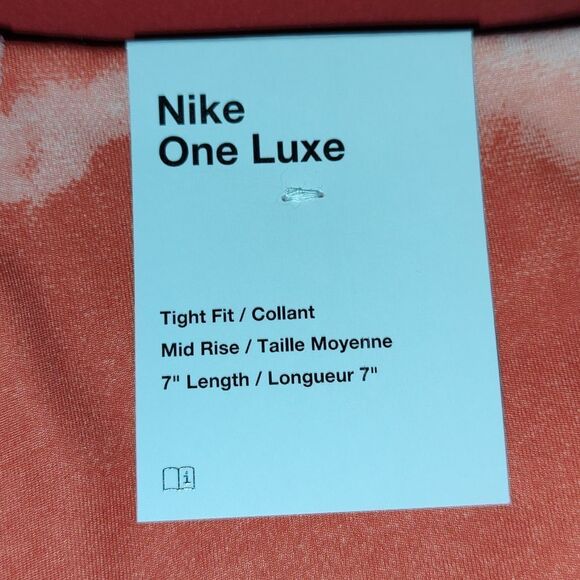 Nike
One Luxe
Tight Fit / Collant
Mid Rise / Taille Moyenne
7" Length / Longueur 7"
i